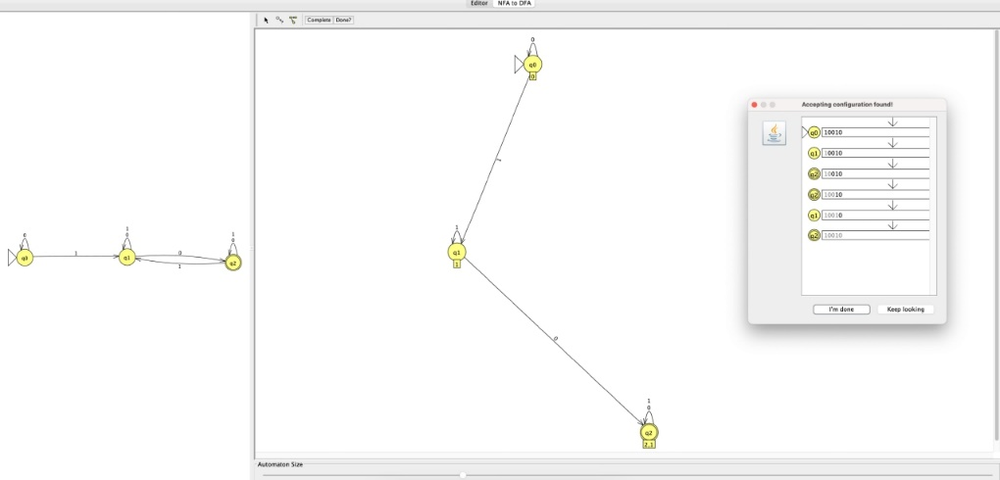 Editor NFA to DFA
Complete Done?
0
q0
0
1
1
q1
1
0
1
0
q2
2,1
0
q0
1
1
0
q1
0
1
1
0
q2
Accepting configuration found!
q0 10010
q1 10010
q2 10010
q2 10010
q1 10010
q2 10010
I'm done Keep looking
Automaton Size